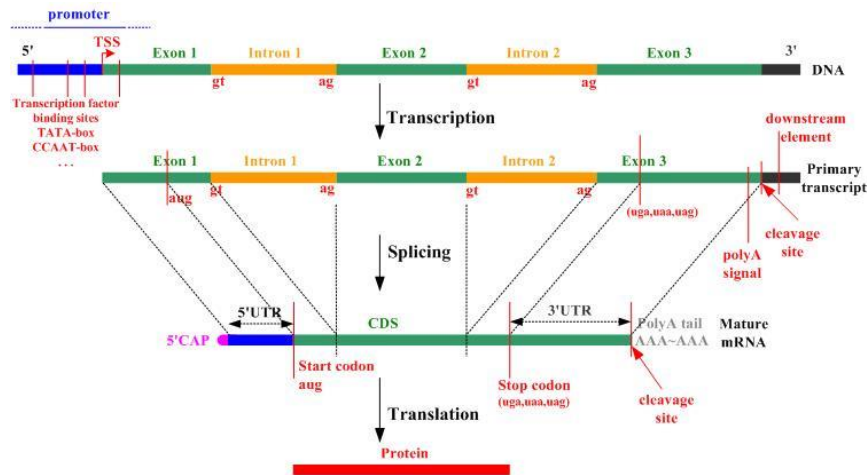 promoter
5' TSS Exon 1 Intron 1 Exon 2 Intron 2 Exon 3 3'
gt ag gt ag DNA
Transcription factor
binding sites
TATA-box
CCAAT-box
...
Transcription
downstream
element
Exon 1 Intron 1 Exon 2 Intron 2 Exon 3
Primary
transcript
aug gt ag gt ag
(uga,uaa,uag)
cleavage
site
polyA
signal
Splicing
5'UTR CDS 3'UTR
5'CAP
PolyA tail
AAA~AAA
Mature
mRNA
Start codon
aug
Stop codon
(uga,uaa,uag)
cleavage
site
Translation
Protein